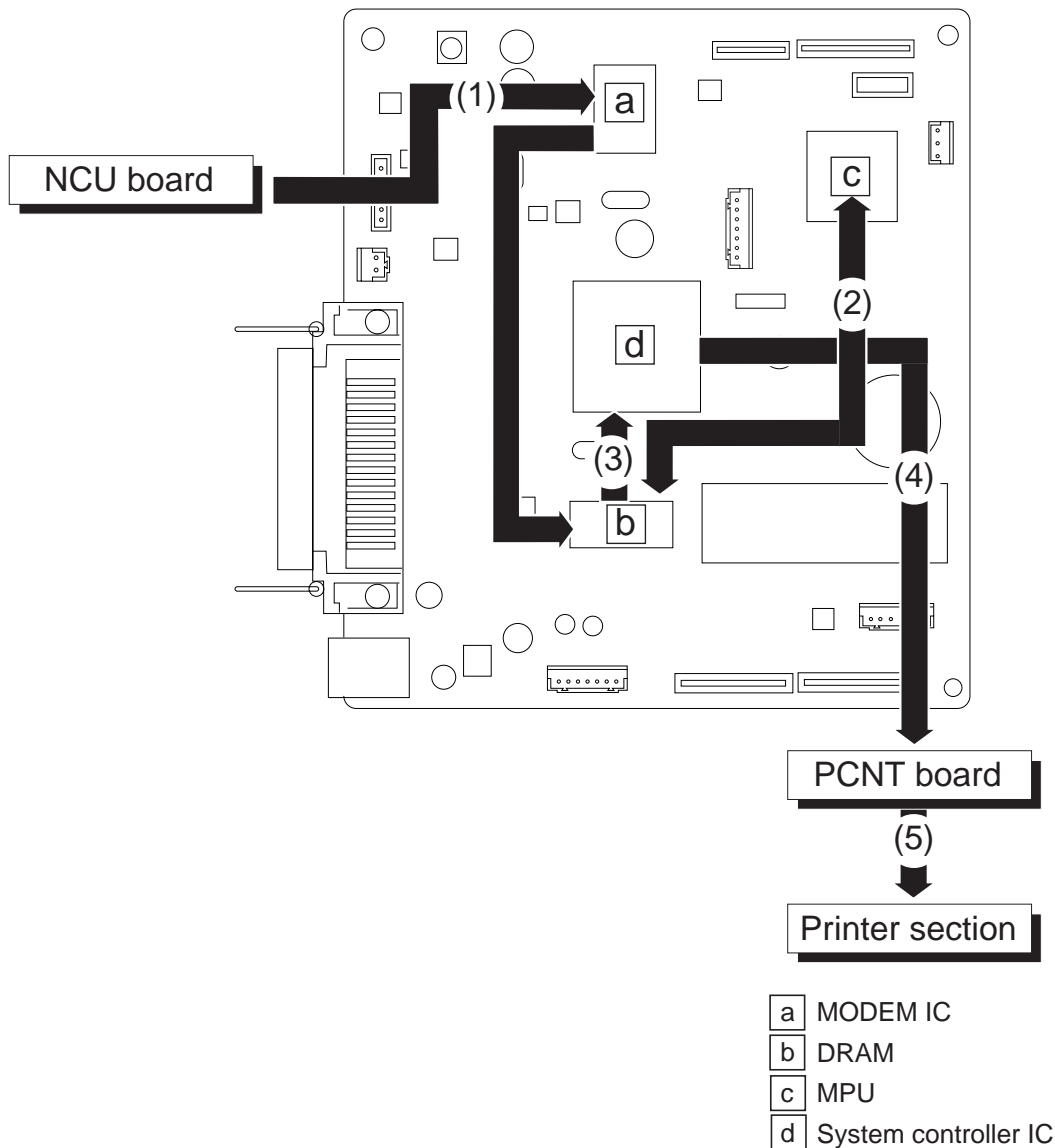 (1)
a
NCU board
c
(2)
d
(3)
(4)
b
PCNT board
(5)
Printer section
a MODEM IC
b DRAM
c MPU
d System controller IC